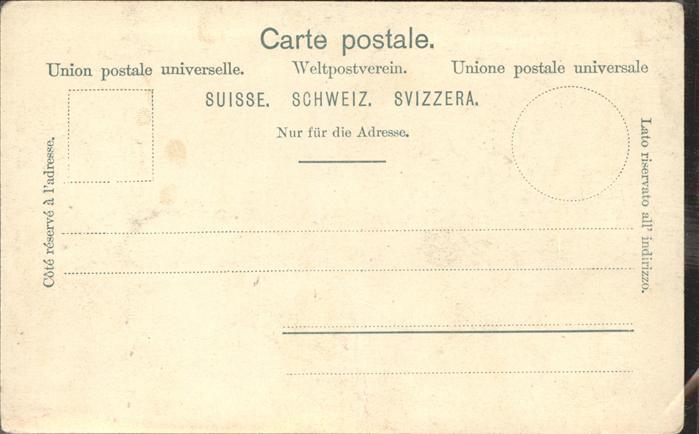 Carte postale.
Union postale universelle. Weltpostverein. Unione postale universale
SUISSE. SCHWEIZ. SVIZZERA.
Nur für die Adresse.
Côté réservé à l'adresse.
Lato riservato all' indirizzo.